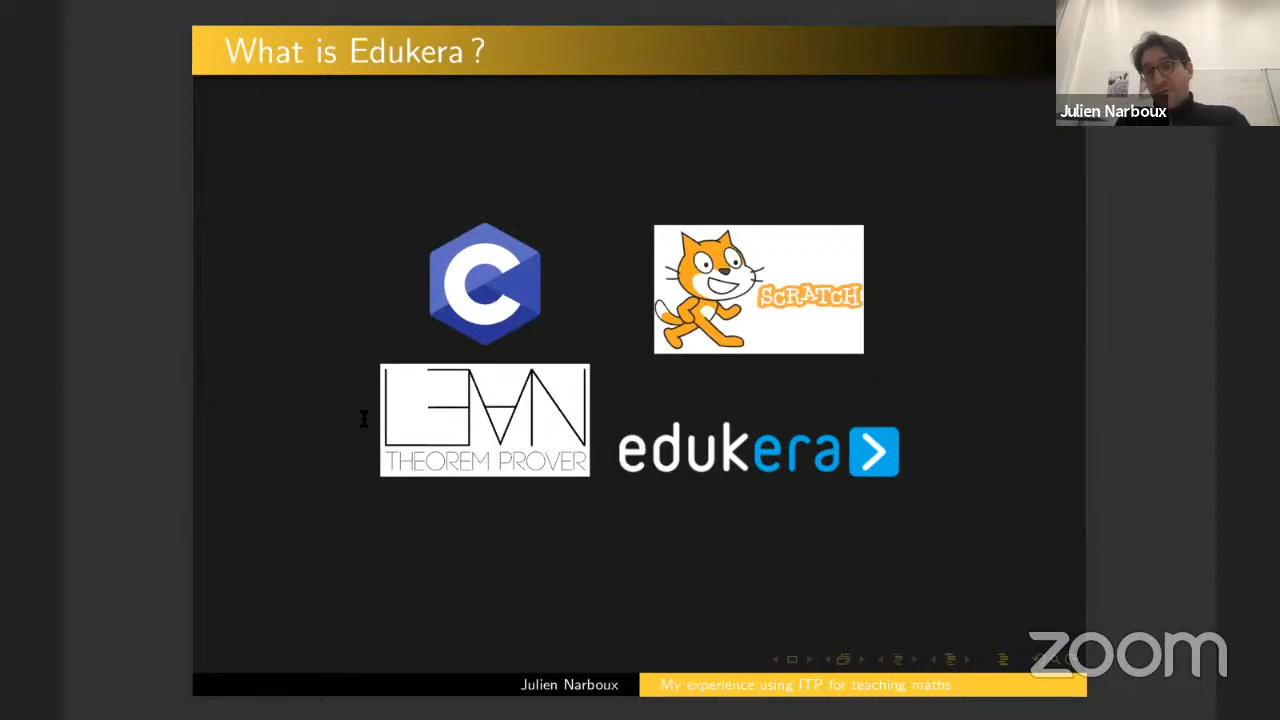 What is Edukera ?
Julien Narboux
C
SCRATCH
LEAN
THEOREM PROVER
edukera
zoom
Julien Narboux
My experience using ITP for teaching maths